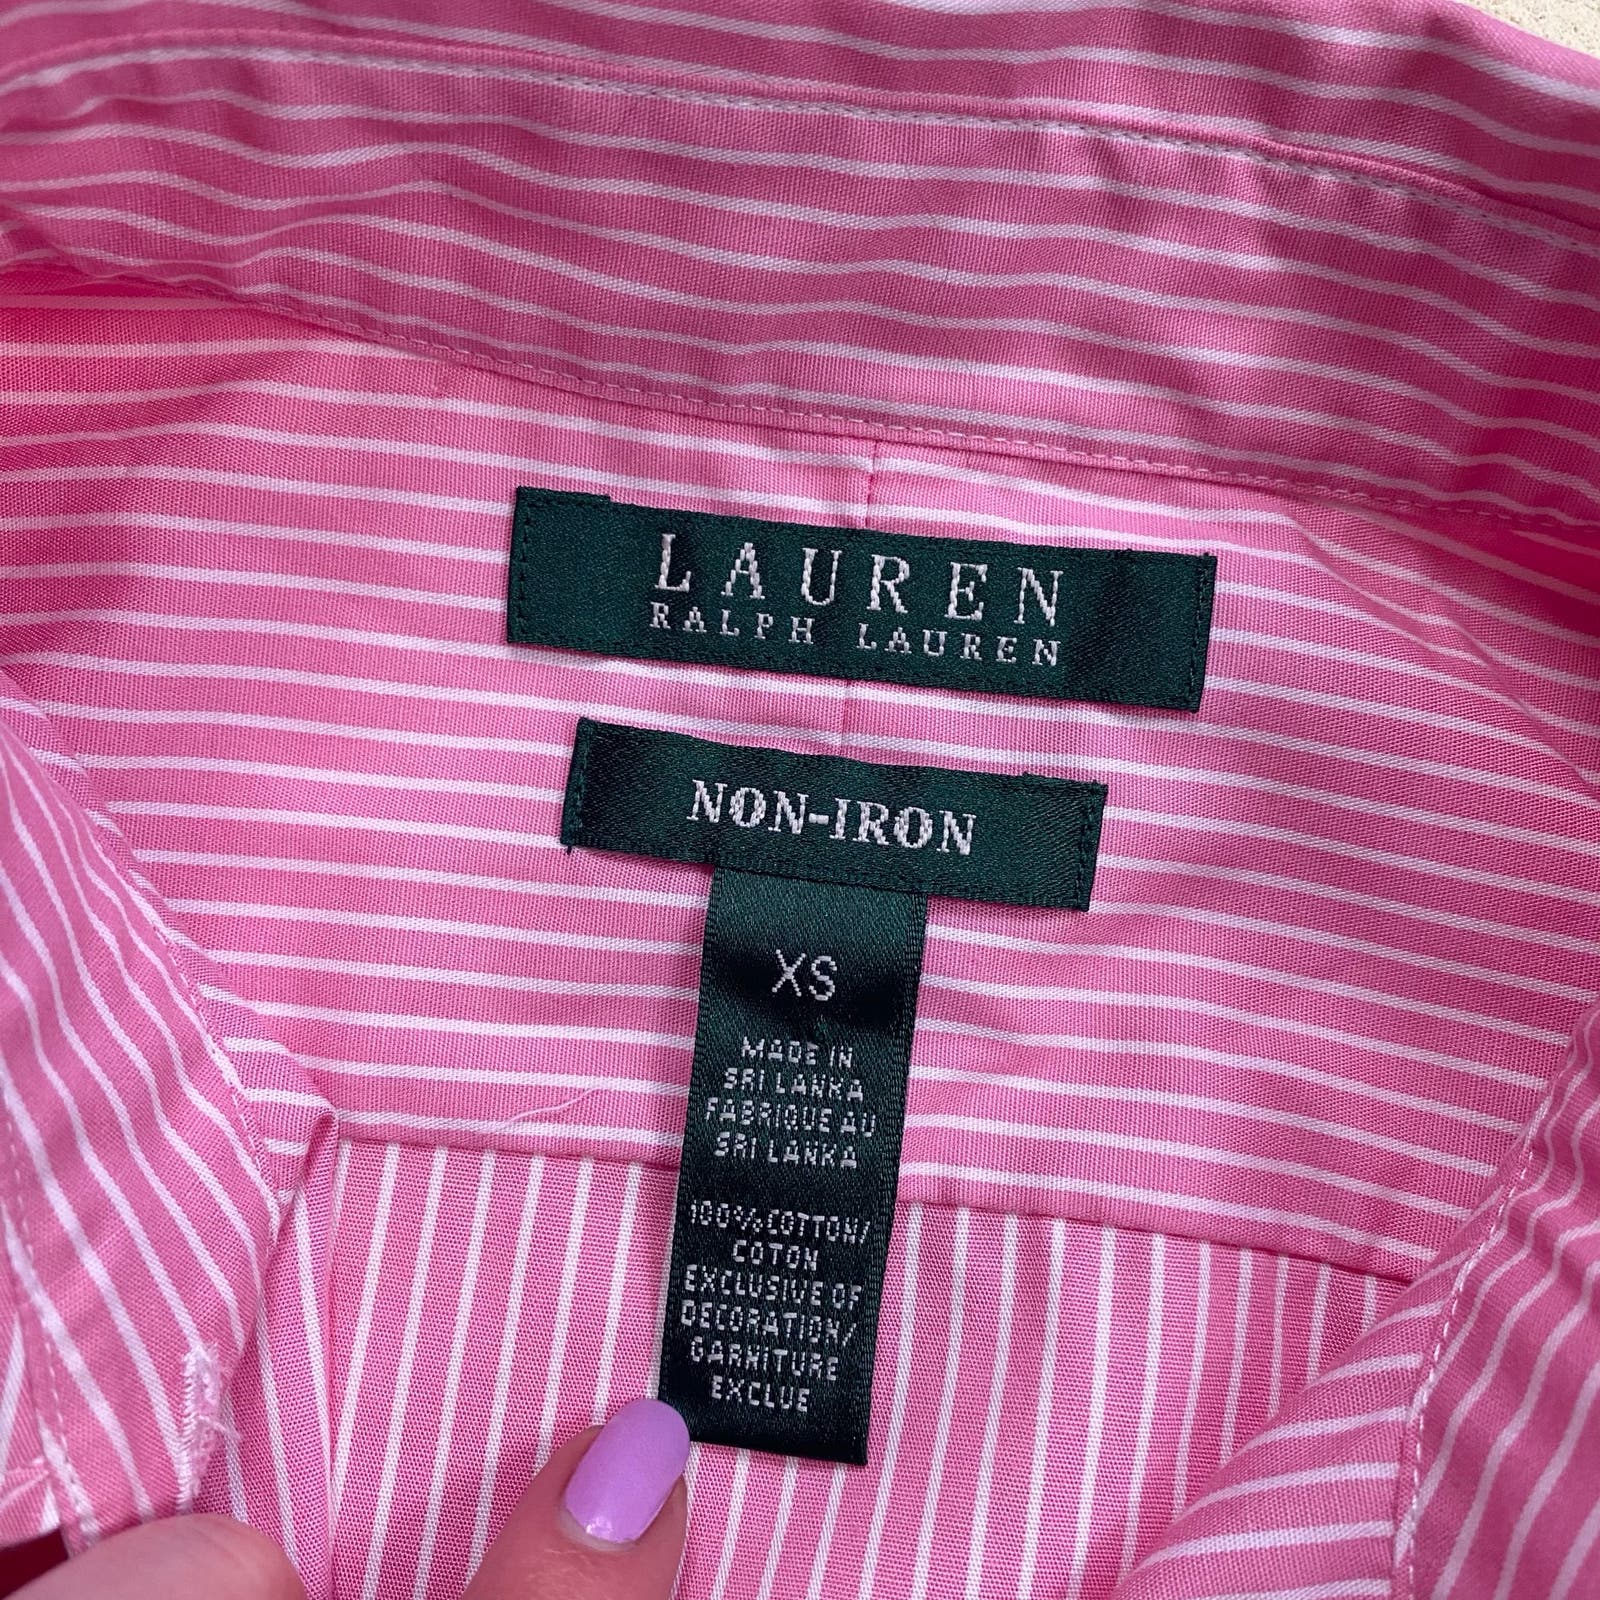 LAUREN
RALPH LAUREN
NON-IRON
XS
MADE IN
SRI LANKA
FABRIQUE AU
SRI LANKA
100% COTTON/
COTON
EXCLUSIVE OF
DECORATION/
GARNITURE
EXCLUE